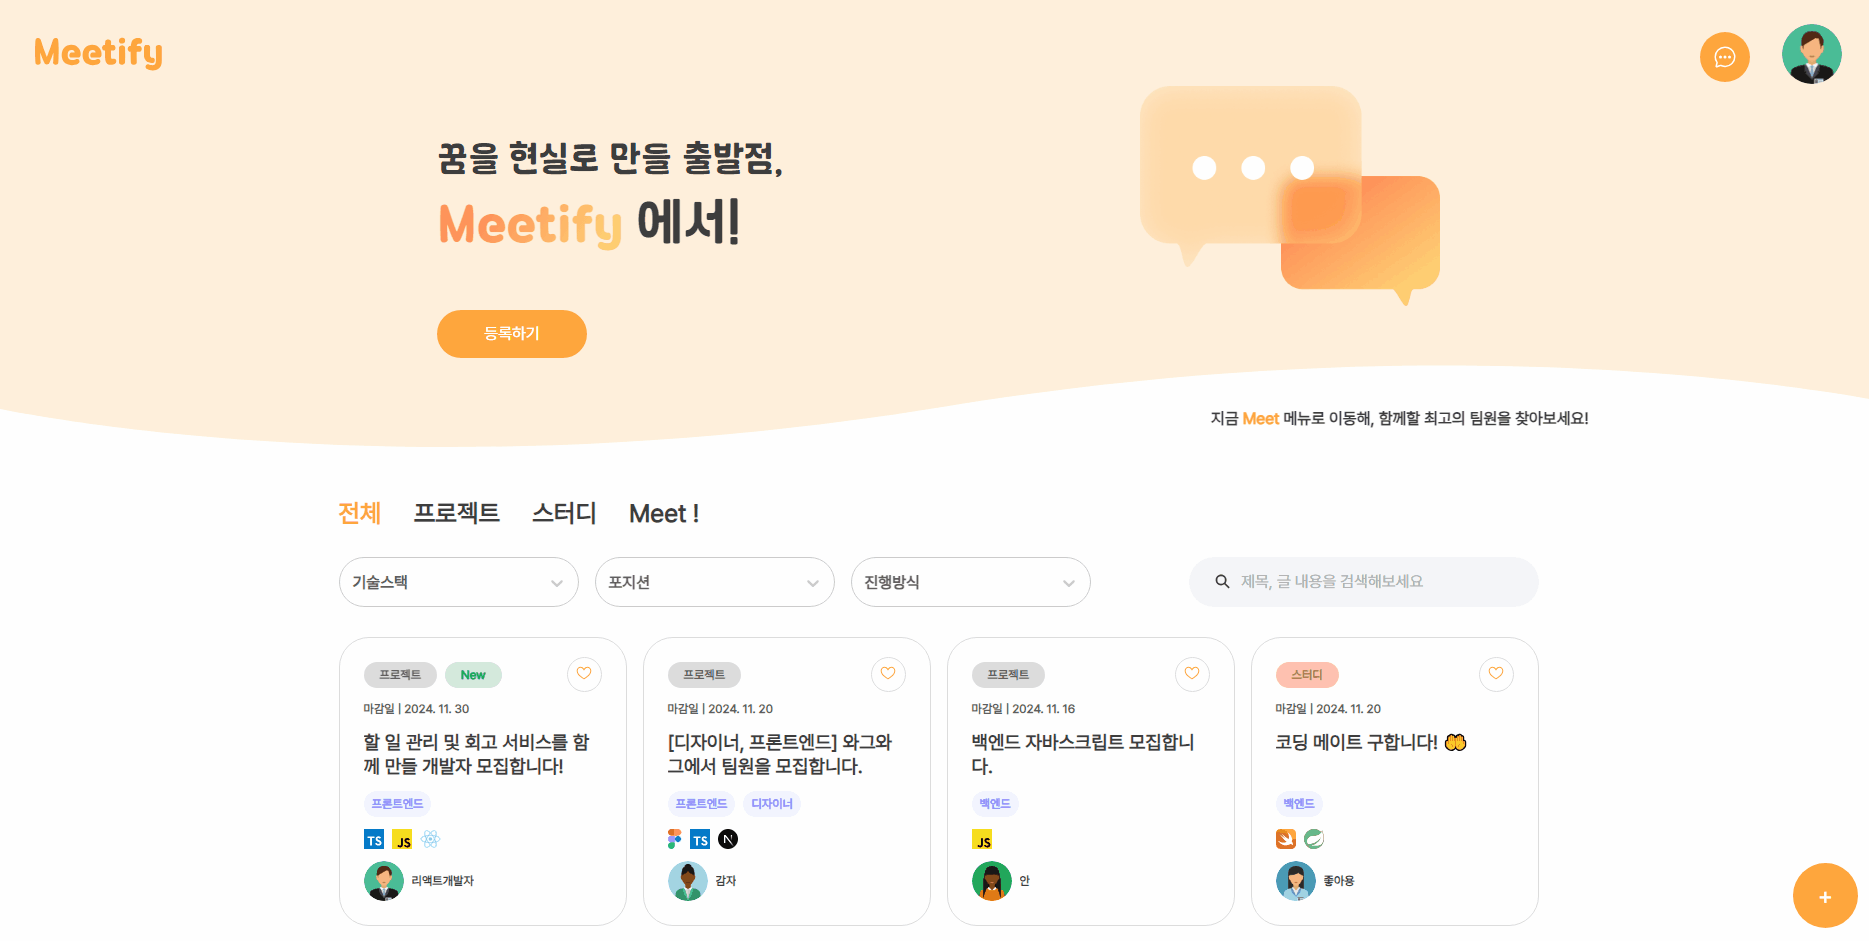 Meetify
꿈을 현실로 만들 출발점,
Meetify 에서!
등록하기
지금 Meet 메뉴로 이동해, 함께할 최고의 팀원을 찾아보세요!
전체 프로젝트 스터디 Meet !
기술스택 포지션 진행방식 제목, 글 내용을 검색해보세요
프로젝트 New
마감일 | 2024. 11. 30
할 일 관리 및 회고 서비스를 함
께 만들 개발자 모집합니다!
프론트엔드
TS JS
리액트개발자
프로젝트
마감일 | 2024. 11. 20
[디자이너, 프론트엔드] 와그와
그에서 팀원을 모집합니다.
프론트엔드 디자이너
TS N
감자
프로젝트
마감일 | 2024. 11. 16
백엔드 자바스크립트 모집합니
다.
백엔드
JS
안
스터디
마감일 | 2024. 11. 20
코딩 메이트 구합니다! 🤲
백엔드
좋아용
+